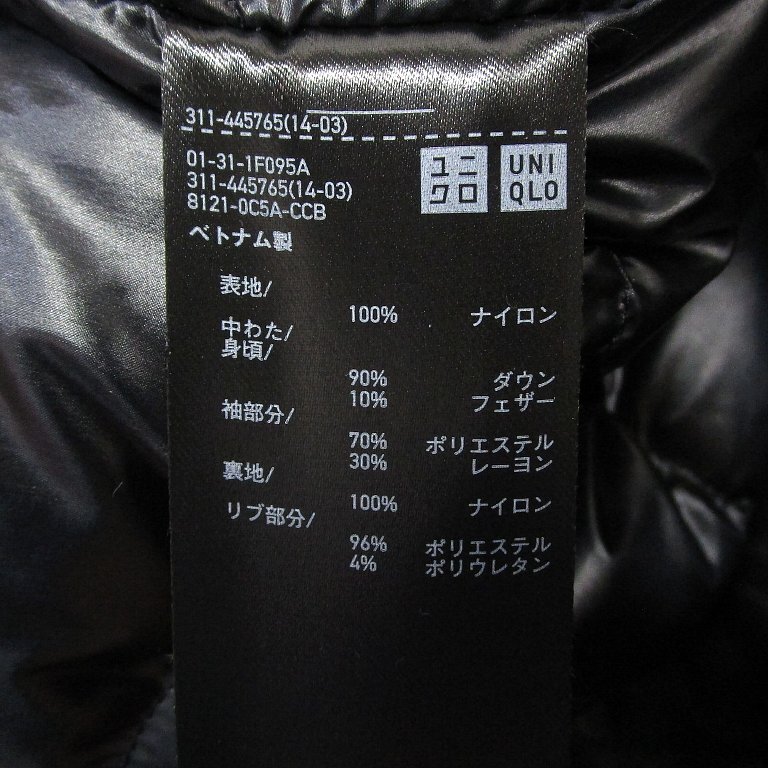 311-445765(14-03)
01-31-1F095A
311-445765(14-03)
8121-0C5A-CCB
ユニ
クロ
UNI
QLO
ベトナム製
表地/
100% ナイロン
中わた/
身頃/
90% ダウン
10% フェザー
袖部分/
70% ポリエステル
30% レーヨン
裏地/
100% ナイロン
リブ部分/
96% ポリエステル
4% ポリウレタン